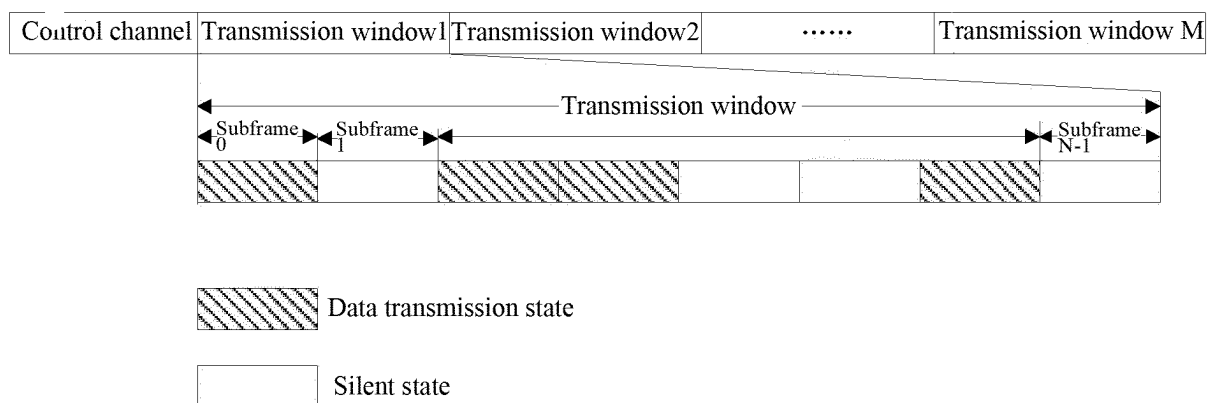 Control channel Transmission window1 Transmission window2 ...... Transmission window M
Transmission window
Subframe Subframe Subframe
0 1 N-1
Data transmission state
Silent state